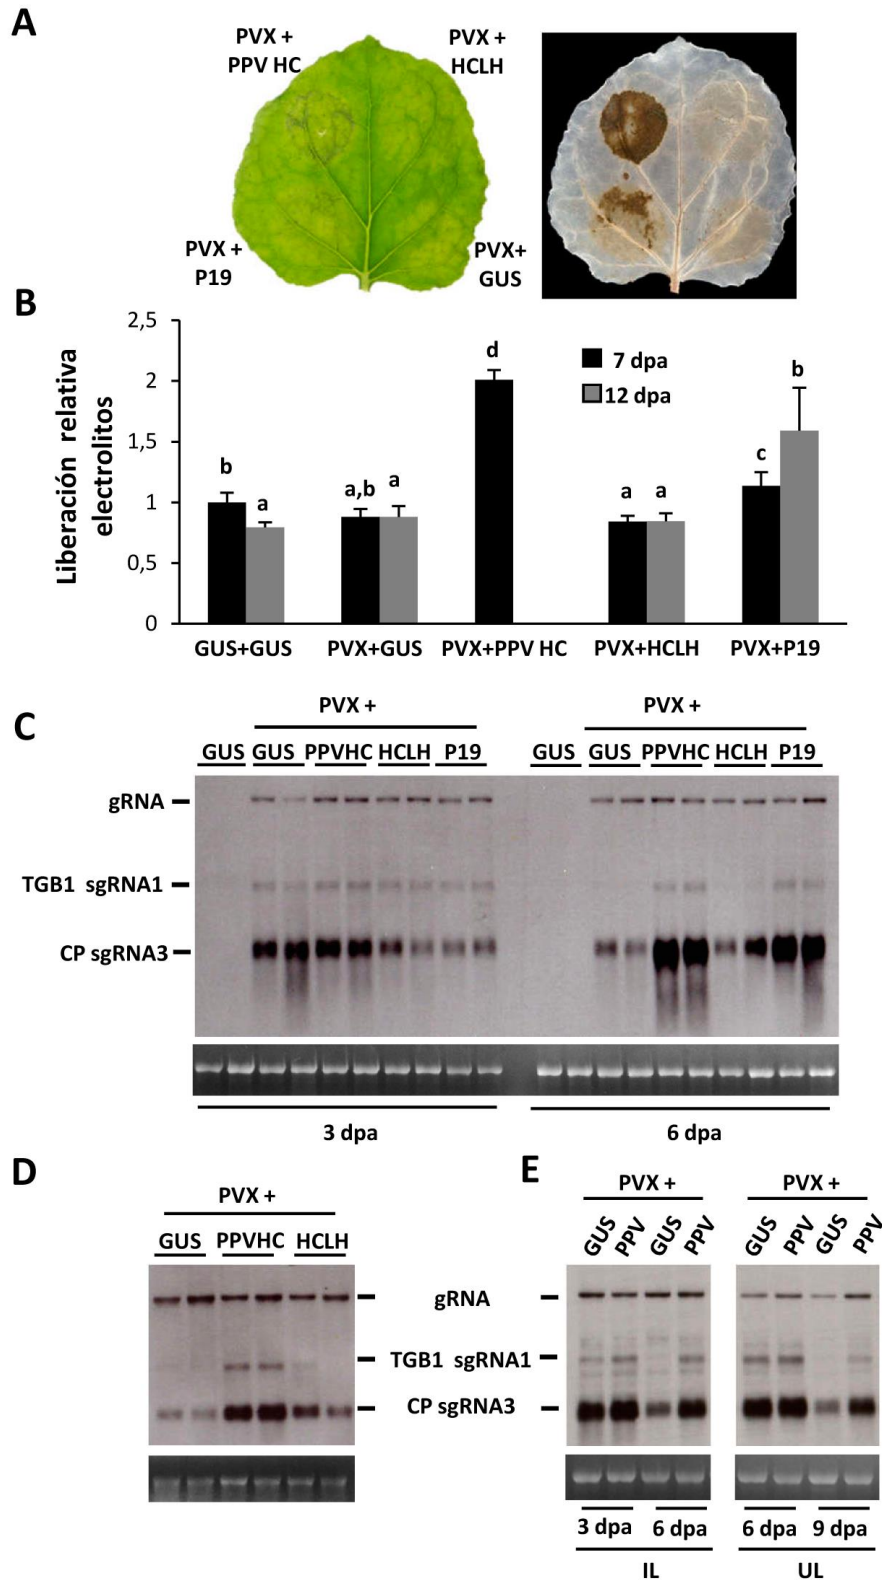 A
PVX +
PPV HC
PVX +
HCLH
PVX +
P19
PVX+
GUS
B
Liberación relativa
electrolitos
2,5
2
1,5
1
0,5
0
b
a
a,b
a
d
a
a
c
b
7 dpa
12 dpa
GUS+GUS
PVX+GUS
PVX+PPV HC
PVX+HCLH
PVX+P19
C
PVX +
PVX +
GUS GUS PPVHC HCLH P19
GUS GUS PPVHC HCLH P19
gRNA
TGB1 sgRNA1
CP sgRNA3
3 dpa
6 dpa
D
PVX +
GUS PPVHC HCLH
gRNA
TGB1 sgRNA1
CP sgRNA3
E
PVX +
PVX +
GUS PPV GUS PPV
GUS PPV GUS PPV
3 dpa 6 dpa
6 dpa 9 dpa
IL
UL